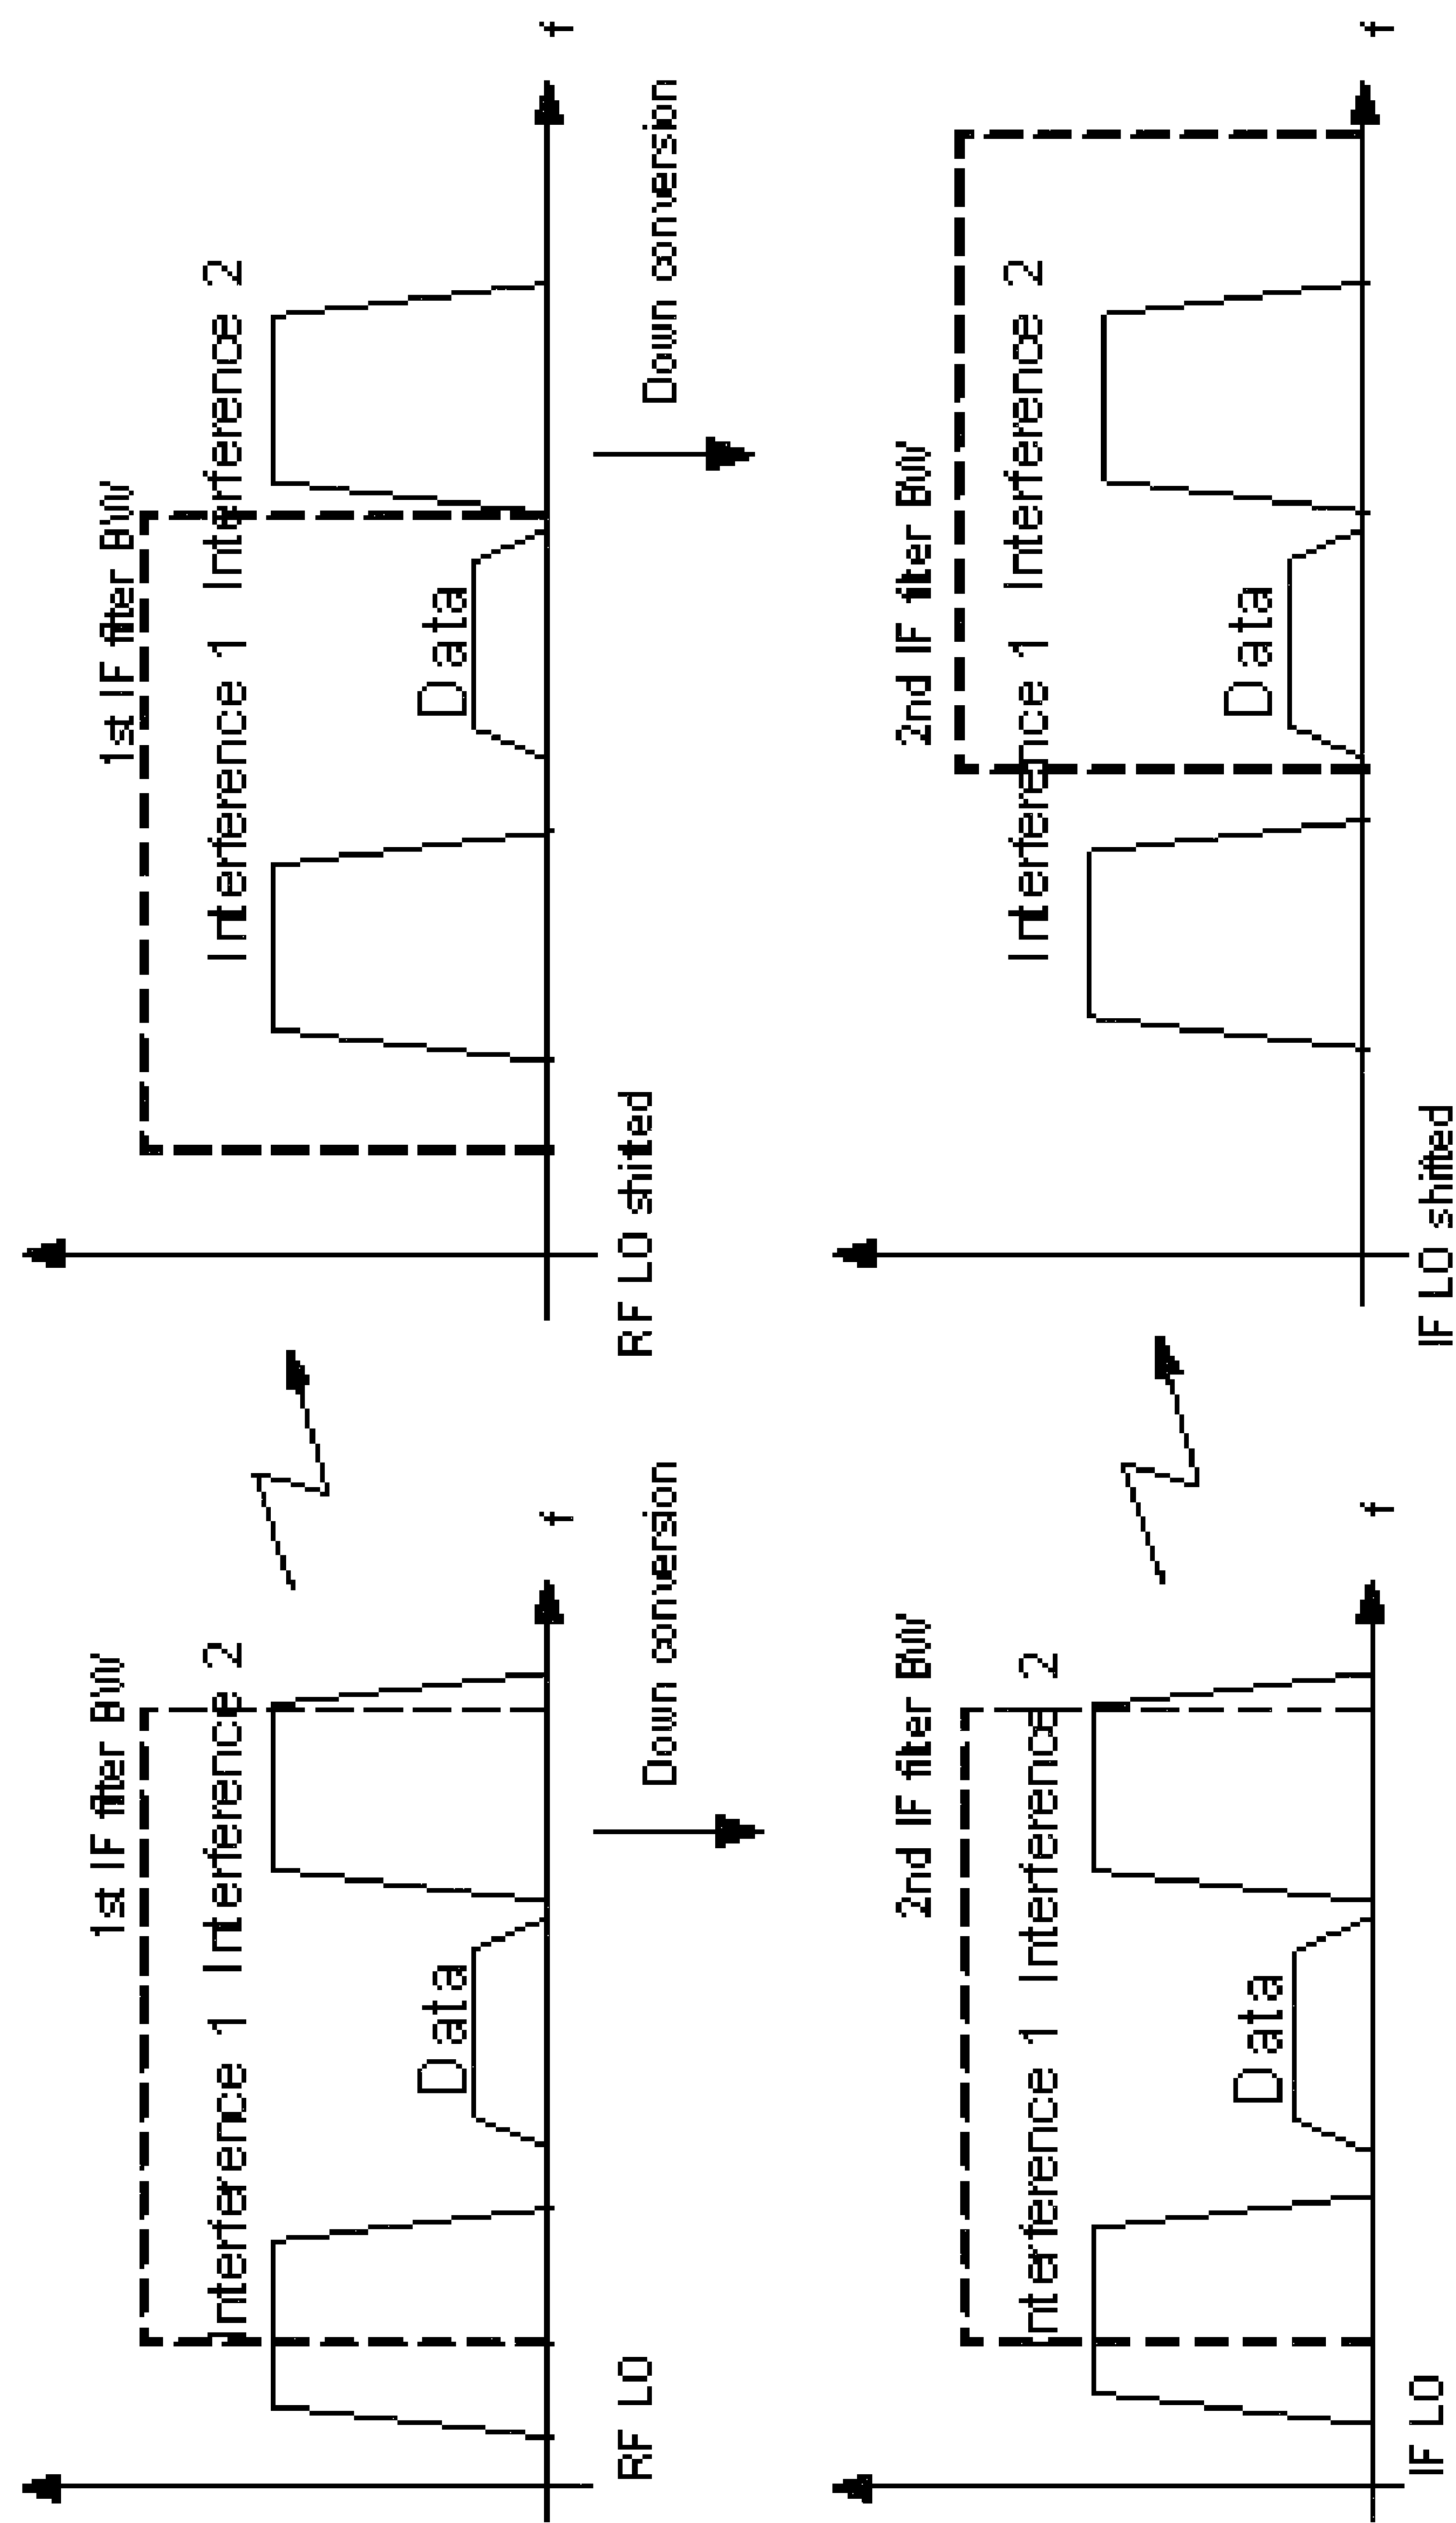 1st IF filter BW
Interference 1 Interference 2
Data
f
RF LO
Down conversion
1st IF filter BW
Interference 1 Interference 2
Data
f
RF LO shifted
Down conversion
2nd IF filter BW
Interference 1 Interference 2
Data
f
IF LO
2nd IF filter BW
Interference 1 Interference 2
Data
f
IF LO shifted